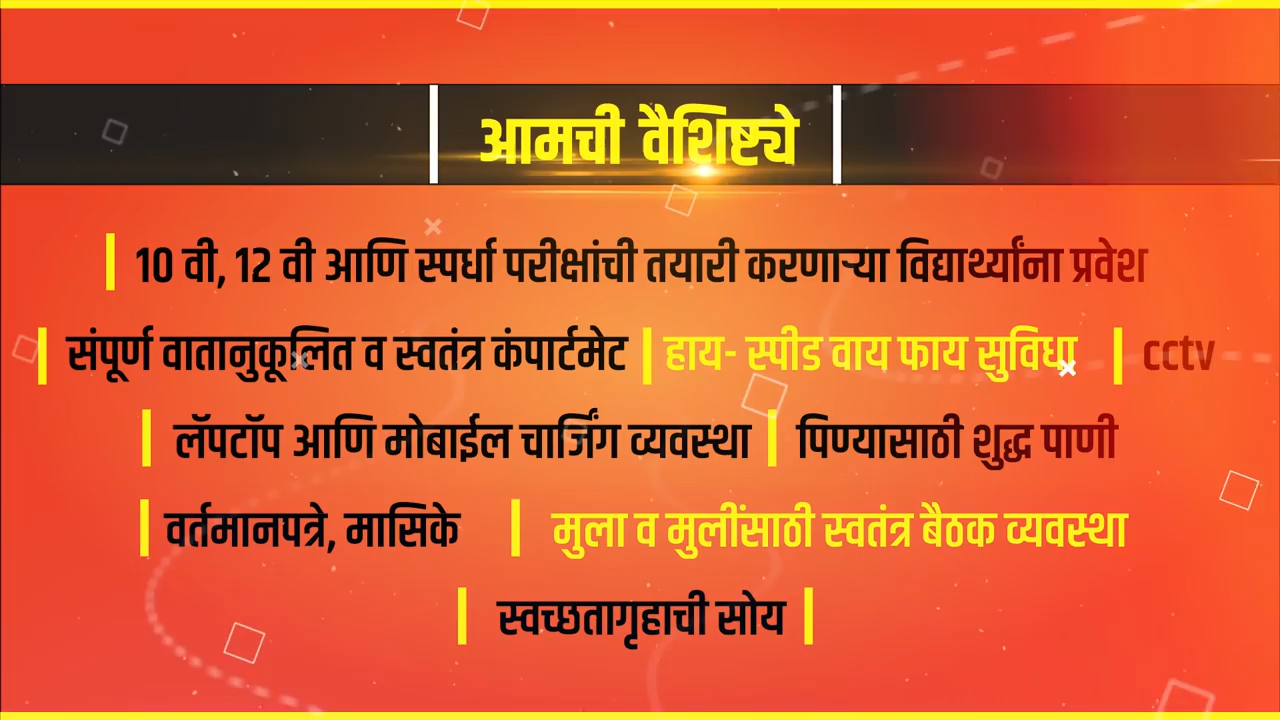 आमची वैशिष्ट्ये
10 वी, 12 वी आणि स्पर्धा परीक्षांची तयारी करणाऱ्या विद्यार्थ्यांना प्रवेश
संपूर्ण वातानुकूलित व स्वतंत्र कंपार्टमेट | हाय- स्पीड वाय फाय सुविधा | cctv
लॅपटॉप आणि मोबाईल चार्जिंग व्यवस्था | पिण्यासाठी शुद्ध पाणी
वर्तमानपत्रे, मासिके | मुला व मुलींसाठी स्वतंत्र बैठक व्यवस्था
स्वच्छतागृहाची सोय